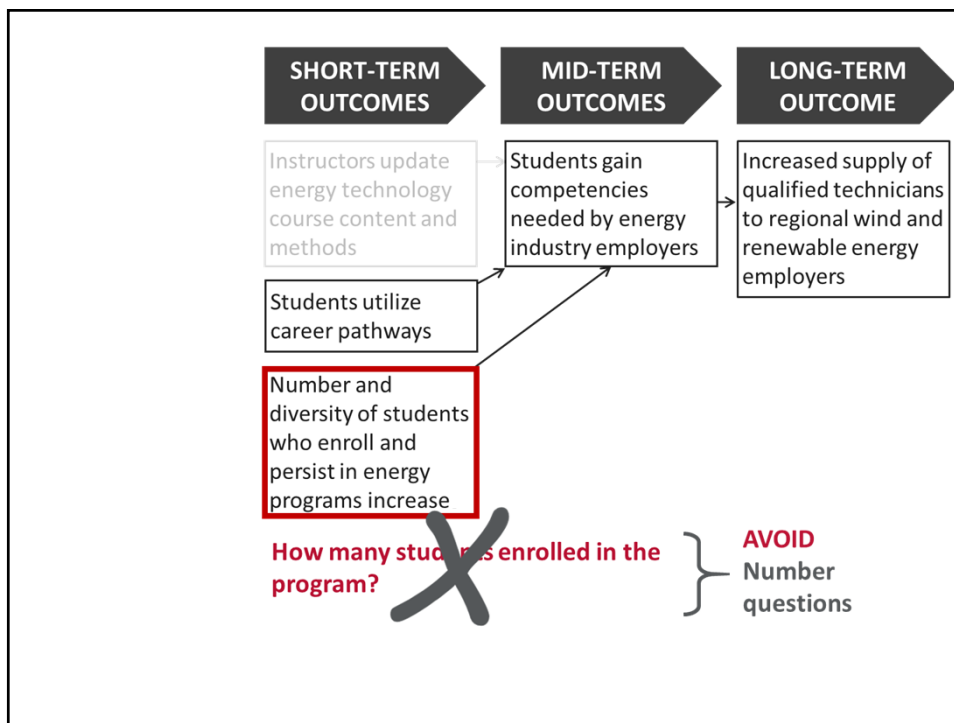 SHORT-TERM
OUTCOMES
MID-TERM
OUTCOMES
LONG-TERM
OUTCOME
Instructors update
energy technology
course content and
methods
Students gain
competencies
needed by energy
industry employers
Increased supply of
qualified technicians
to regional wind and
renewable energy
employers
Students utilize
career pathways
Number and
diversity of students
who enroll and
persist in energy
programs increase
How many students enrolled in the
program?
AVOID
Number
questions